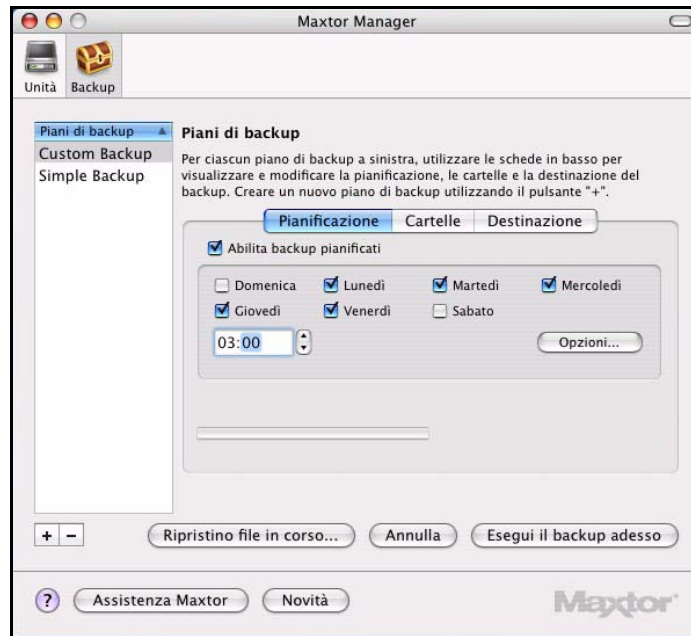 Maxtor Manager
Unità
Backup
Piani di backup
Custom Backup
Simple Backup
Piani di backup
Per ciascun piano di backup a sinistra, utilizzare le schede in basso per
visualizzare e modificare la pianificazione, le cartelle e la destinazione del
backup. Creare un nuovo piano di backup utilizzando il pulsante "+".
Pianificazione Cartelle Destinazione
Abilita backup pianificati
Domenica Lunedì Martedì Mercoledì
Giovedì Venerdì Sabato
03:00
Opzioni...
+ −
Ripristino file in corso... Annulla Esegui il backup adesso
? Assistenza Maxtor Novità
Maxtor